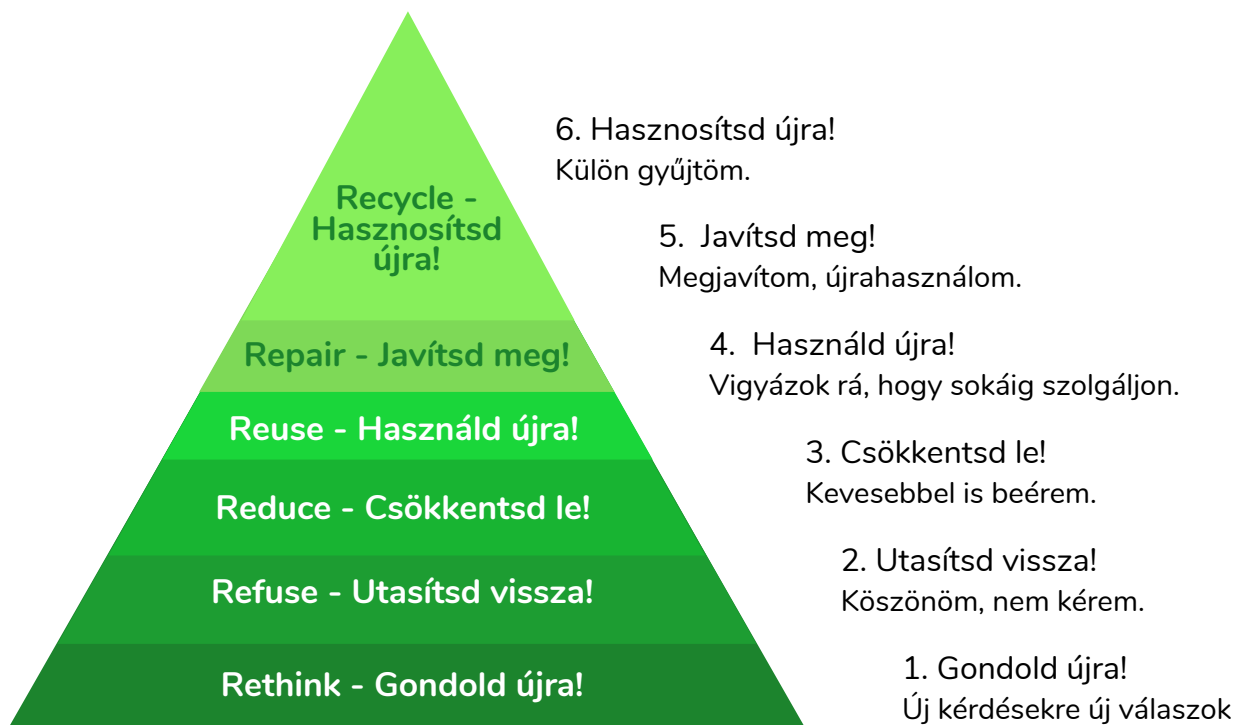 Recycle -
Hasznosítsd
újra!
Repair - Javítsd meg!
Reuse - Használd újra!
Reduce - Csökkentsd le!
Refuse - Utasítsd vissza!
Rethink - Gondold újra!
6. Hasznosítsd újra!
Külön gyűjtöm.
5. Javítsd meg!
Megjavítom, újrahasználom.
4. Használd újra!
Vigyázok rá, hogy sokáig szolgáljon.
3. Csökkentsd le!
Kevesebbel is beérem.
2. Utasítsd vissza!
Köszönöm, nem kérem.
1. Gondold újra!
Új kérdésekre új válaszok